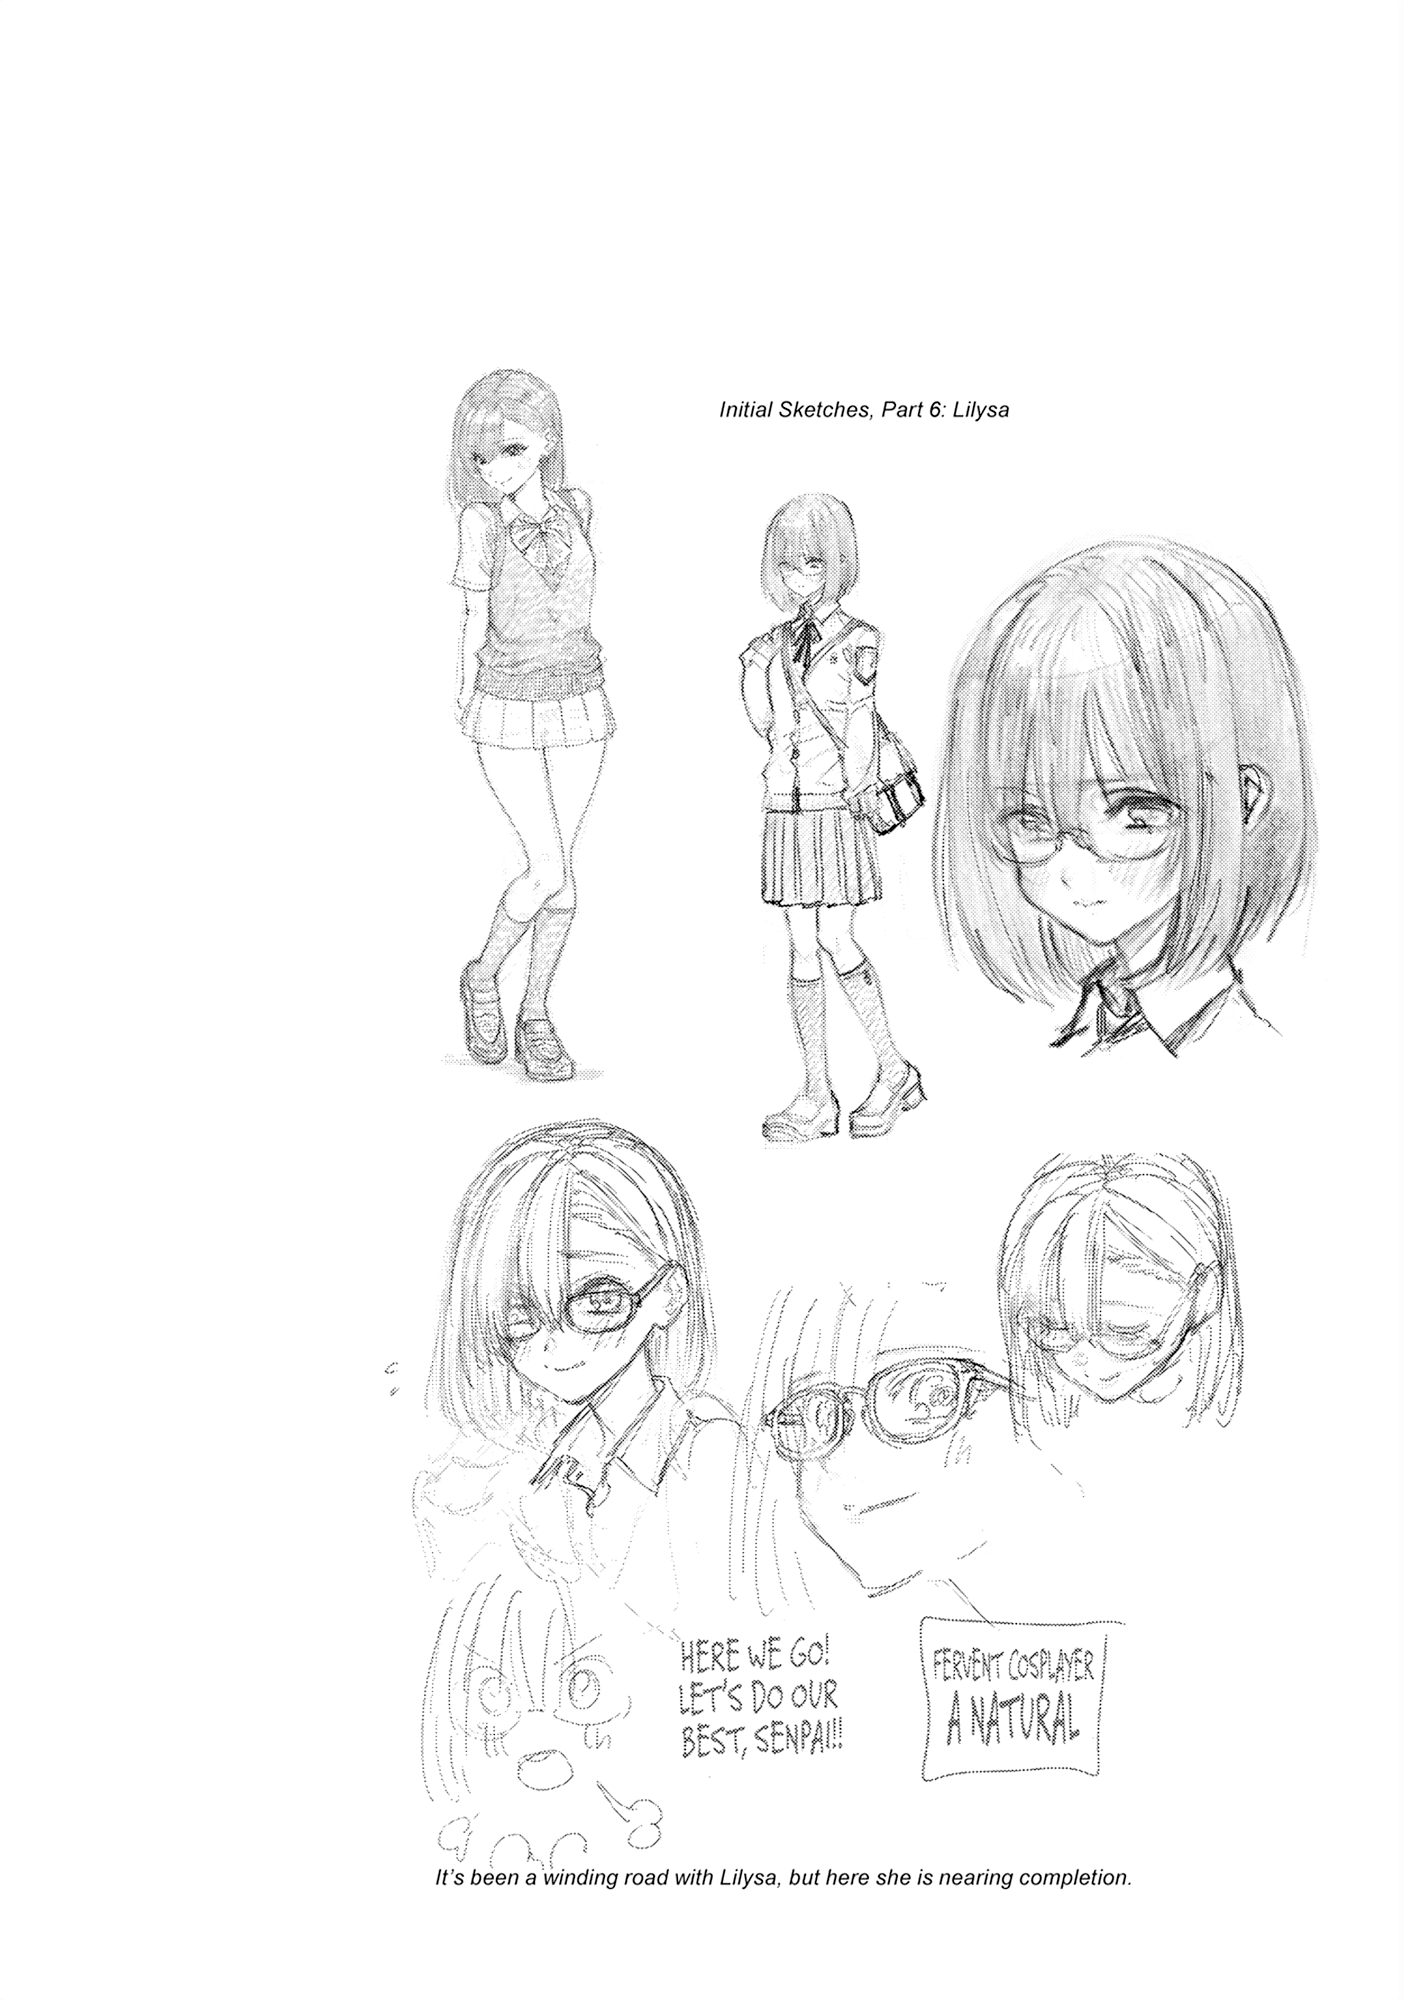 Initial Sketches, Part 6: Lilysa
HERE WE GO!
LET'S DO OUR
BEST, SENPAI!!
FERVENT COSPLAYER
A NATURAL
It's been a winding road with Lilysa, but here she is nearing completion.